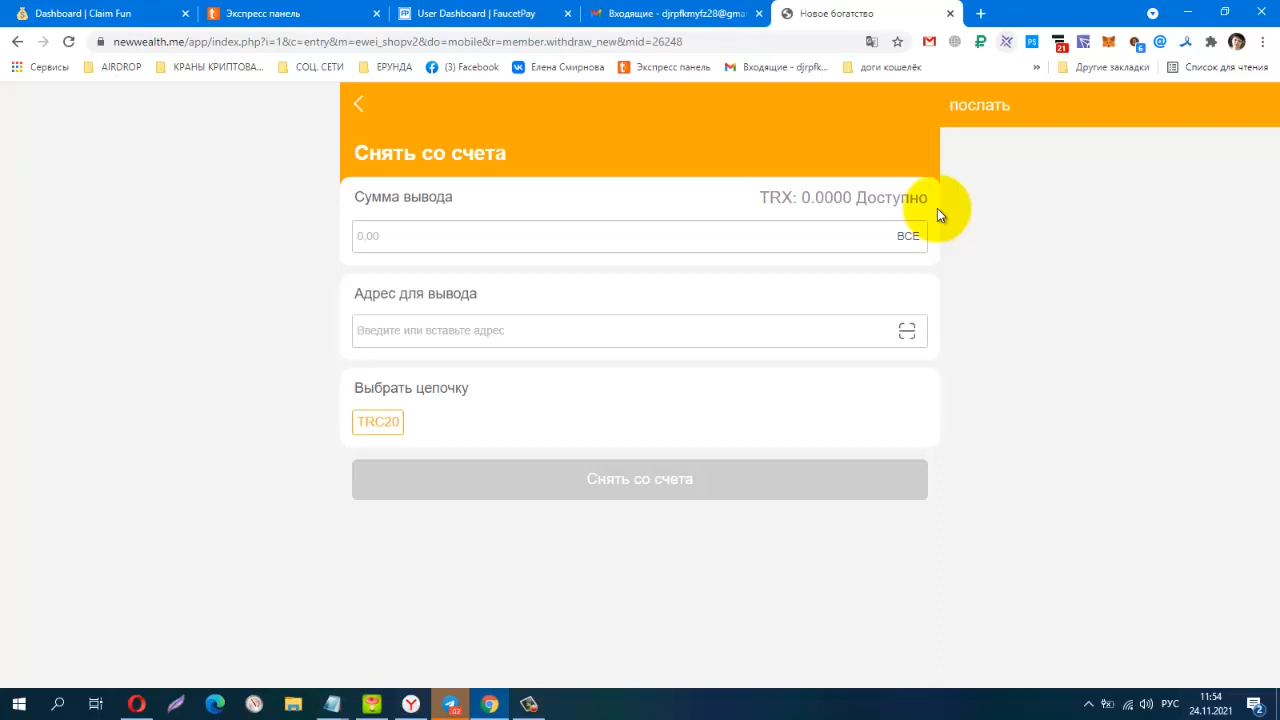 Dashboard | Claim Fun
Экспресс панель
User Dashboard | FaucetPay
Входящие - djrpfkmyfz28@gma
Новое богатство
newwealth.me/app/index.php?i=1&c=entry&m=ewei_shopv2&do=mobile&r=member.withdraw_new&mid=26248
PS
21
6
Сервисы
AIRDROP
КРАНЫ КРИПТОВА...
СОЦ. СЕТИ
ЕРУНДА
(3) Facebook
Елена Смирнова
Экспресс панель
Входящие - djrpfk...
доги кошелёк
»
Другие закладки
Список для чтения
послать
Снять со счета
Сумма вывода
TRX: 0.0000 Доступно
0,00
ВСЕ
Адрес для вывода
Введите или вставьте адрес
Выбрать цепочку
TRC20
Снять со счета
РУС
11:54
24.11.2021
2